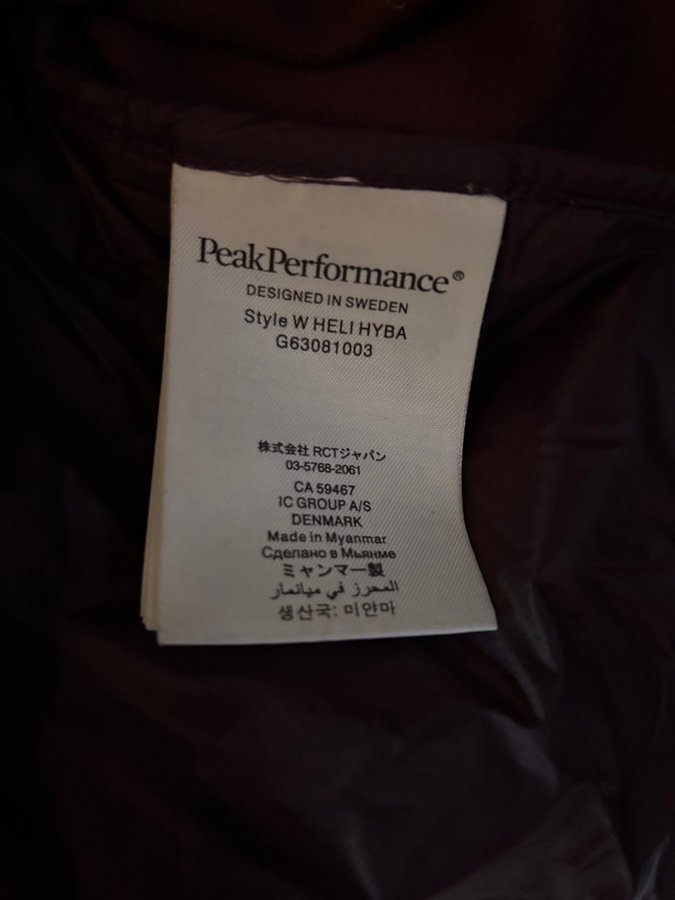 PeakPerformance®
DESIGNED IN SWEDEN
Style W HELI HYBA
G63081003
株式会社 RCTジャパン
03-5768-2061
CA 59467
IC GROUP A/S
DENMARK
Made in Myanmar
Сделано в Мьянме
ミャンマー製
المحرز في ميانمار
생산국: 미얀마